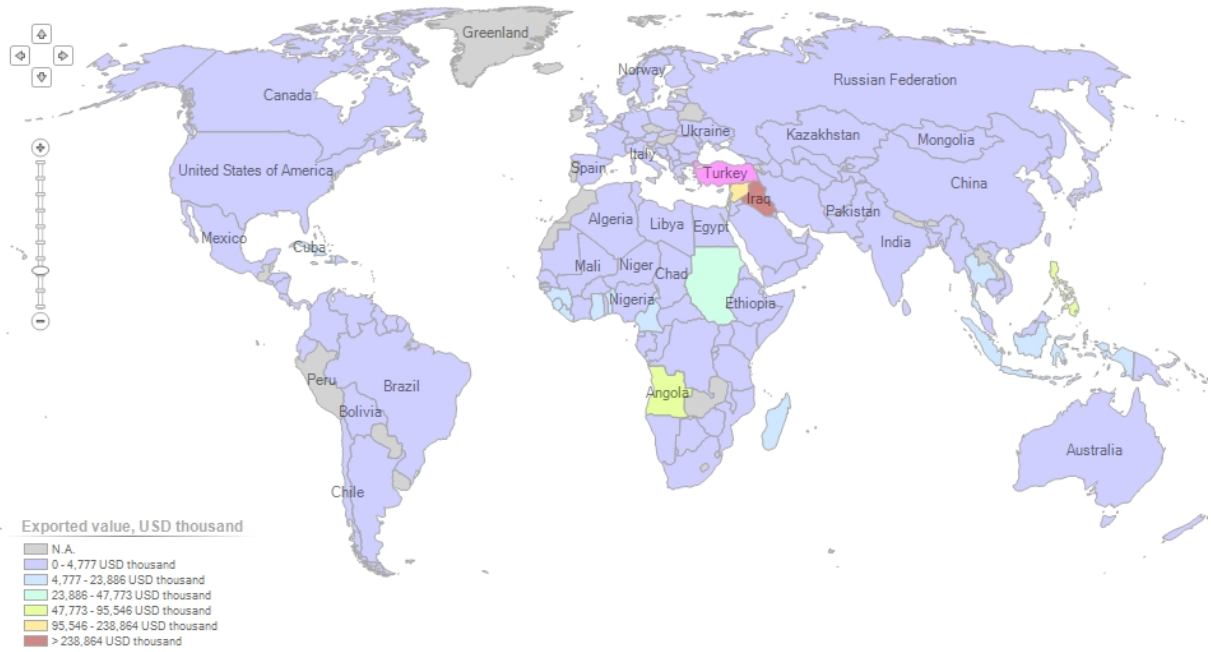 Greenland
Norway
Russian Federation
Canada
Ukraine
Kazakhstan
Mongolia
Italy
Spain
United States of America
Turkey
China
Iraq
Pakistan
Algeria
Libya
Egypt
Mexico
Cuba
India
Mali
Niger
Chad
Nigeria
Ethiopia
Peru
Brazil
Angola
Bolivia
Australia
Chile
Exported value, USD thousand
N.A.
0 - 4,777 USD thousand
4,777 - 23,886 USD thousand
23,886 - 47,773 USD thousand
47,773 - 95,546 USD thousand
95,546 - 238,864 USD thousand
> 238,864 USD thousand